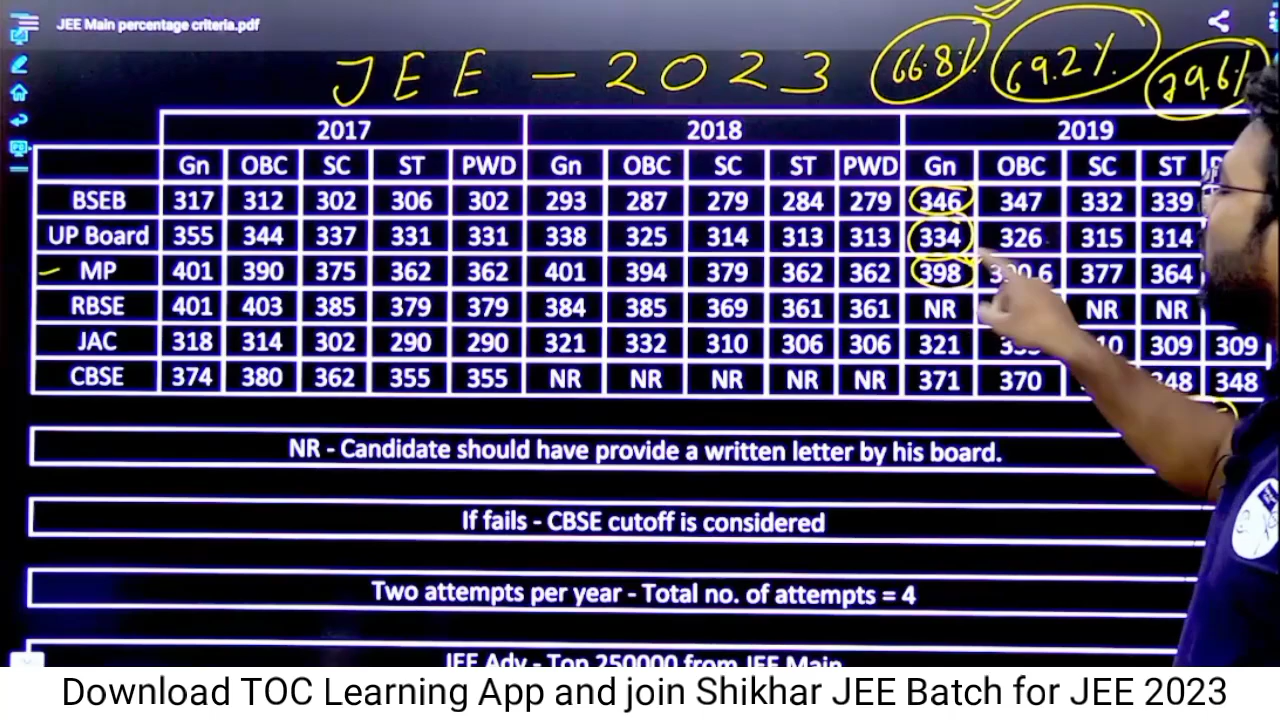 JEE Main percentage criteria.pdf
JEE - 2023 66.8% 69.2% 79.6%
2017 2018 2019
Gn OBC SC ST PWD Gn OBC SC ST PWD Gn OBC SC ST
BSEB 317 312 302 306 302 293 287 279 284 279 346 347 332 339
UP Board 355 344 337 331 331 338 325 314 313 313 334 326 315 314
MP 401 390 375 362 362 401 394 379 362 362 398 377 364
RBSE 401 403 385 379 379 384 385 369 361 361 NR NR NR
JAC 318 314 302 290 290 321 332 310 306 306 321 309 309
CBSE 374 380 362 355 355 NR NR NR NR NR 371 370 348 348
NR - Candidate should have provide a written letter by his board.
If fails - CBSE cutoff is considered
Two attempts per year - Total no. of attempts = 4
JEE Adv - Top 250000 from JEE Main
Download TOC Learning App and join Shikhar JEE Batch for JEE 2023